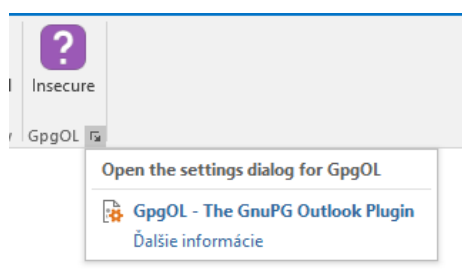 ?
Insecure
GpgOL
Open the settings dialog for GpgOL
GpgOL - The GnuPG Outlook Plugin
Ďalšie informácie